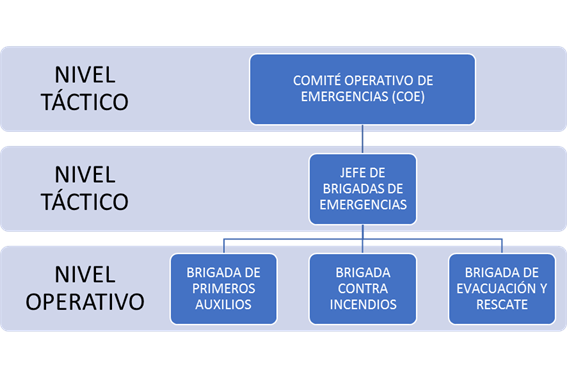 NIVEL
TÁCTICO
COMITÉ OPERATIVO DE
EMERGENCIAS (COE)
NIVEL
TÁCTICO
JEFE DE
BRIGADAS DE
EMERGENCIAS
NIVEL
OPERATIVO
BRIGADA DE
PRIMEROS
AUXILIOS
BRIGADA
CONTRA
INCENDIOS
BRIGADA DE
EVACUACIÓN Y
RESCATE